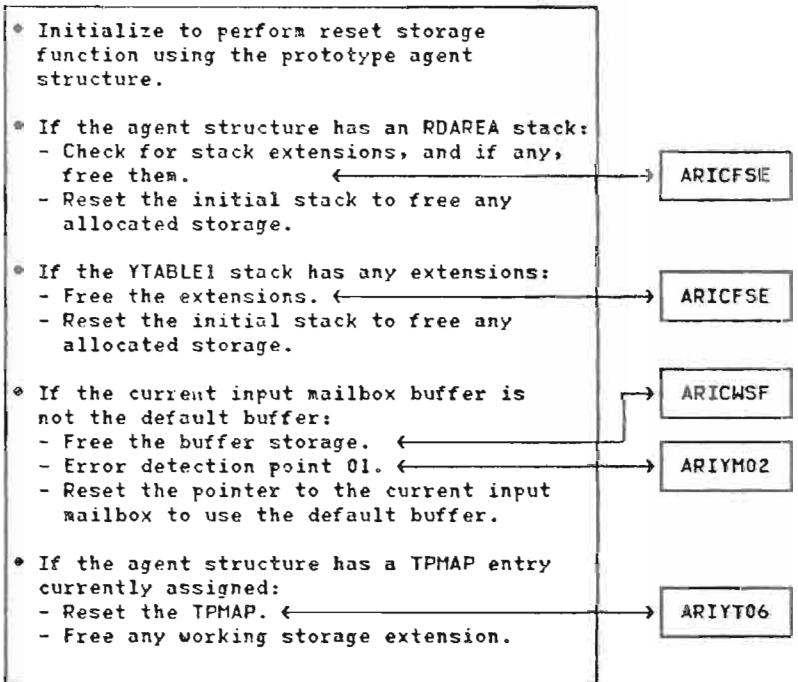 • Initialize to perform reset storage
function using the prototype agent
structure.
• If the agent structure has an RDAREA stack:
- Check for stack extensions, and if any,
free them.
ARICFSE
- Reset the initial stack to free any
allocated storage.
• If the YTABLE1 stack has any extensions:
- Free the extensions.
ARICFSE
- Reset the initial stack to free any
allocated storage.
• If the current input mailbox buffer is
ARICWSF
not the default buffer:
- Free the buffer storage.
- Error detection point 01.
ARIYM02
- Reset the pointer to the current input
mailbox to use the default buffer.
• If the agent structure has a TPMAP entry
currently assigned:
- Reset the TPMAP.
ARIYT06
- Free any working storage extension.